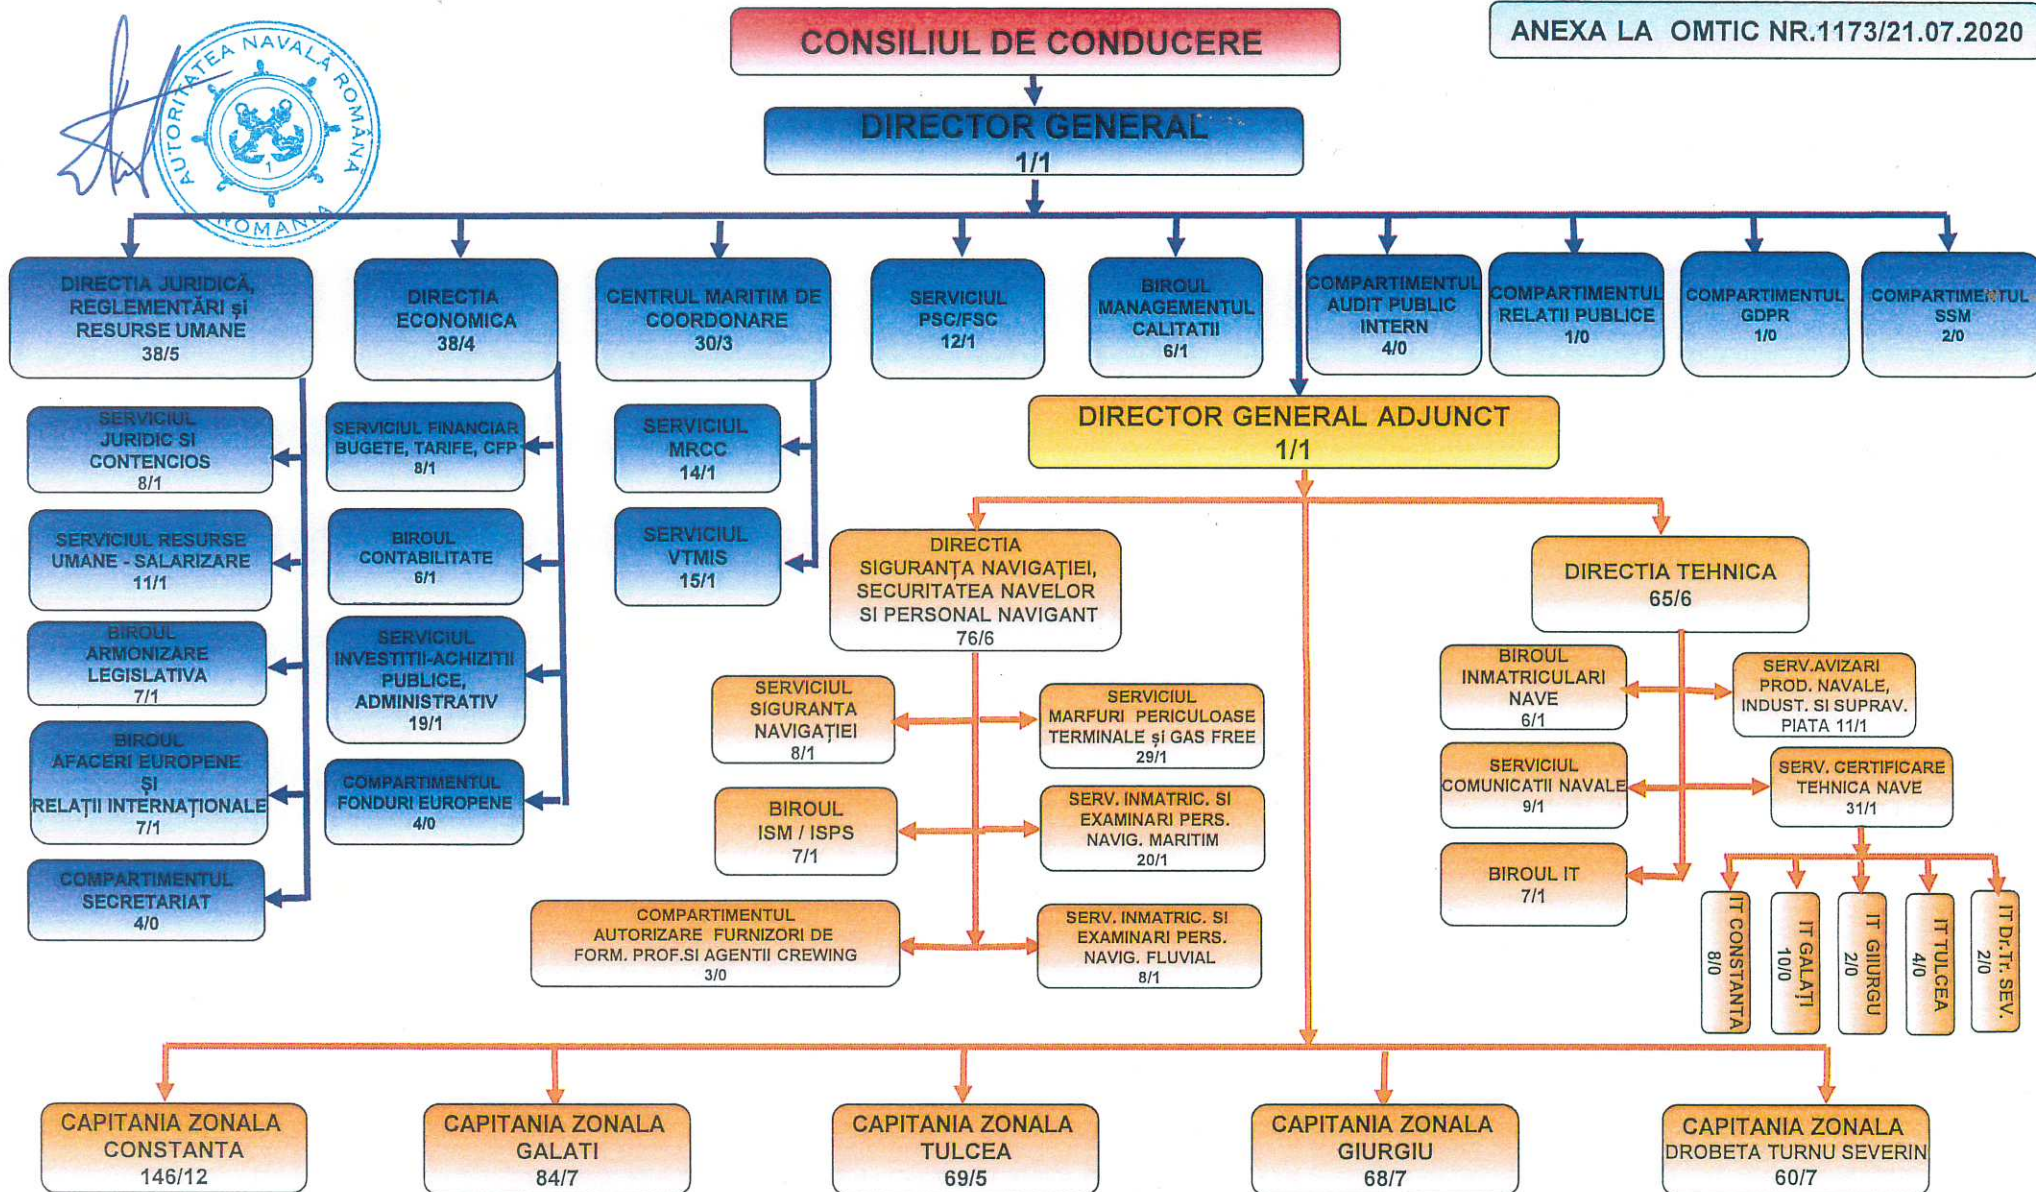 CONSILIUL DE CONDUCERE
ANEXA LA OMTIC NR.1173/21.07.2020
AUTORITATEA NAVALĂ ROMÂNĂ
1
ROMANIA
DIRECTOR GENERAL
1/1
DIRECTIA JURIDICĂ,
REGLEMENTĂRI și
RESURSE UMANE
38/5
DIRECTIA
ECONOMICA
38/4
CENTRUL MARITIM DE
COORDONARE
30/3
SERVICIUL
PSC/FSC
12/1
BIROUL
MANAGEMENTUL
CALITATII
6/1
COMPARTIMENTUL
AUDIT PUBLIC
INTERN
4/0
COMPARTIMENTUL
RELATII PUBLICE
1/0
COMPARTIMENTUL
GDPR
1/0
COMPARTIMENTUL
SSM
2/0
SERVICIUL
JURIDIC SI
CONTENCIOS
8/1
SERVICIUL RESURSE
UMANE - SALARIZARE
11/1
BIROUL
ARMONIZARE
LEGISLATIVA
7/1
BIROUL
AFACERI EUROPENE
ȘI
RELAȚII INTERNAȚIONALE
7/1
COMPARTIMENTUL
SECRETARIAT
4/0
SERVICIUL FINANCIAR
BUGETE, TARIFE, CFP
8/1
BIROUL
CONTABILITATE
6/1
SERVICIUL
INVESTITII-ACHIZITII
PUBLICE,
ADMINISTRATIV
19/1
COMPARTIMENTUL
FONDURI EUROPENE
4/0
SERVICIUL
MRCC
14/1
SERVICIUL
VTMIS
15/1
DIRECTOR GENERAL ADJUNCT
1/1
DIRECTIA
SIGURANȚA NAVIGAȚIEI,
SECURITATEA NAVELOR
SI PERSONAL NAVIGANT
76/6
SERVICIUL
SIGURANTA
NAVIGAȚIEI
8/1
SERVICIUL
MARFURI PERICULOASE
TERMINALE și GAS FREE
29/1
BIROUL
ISM / ISPS
7/1
SERV. INMATRIC. SI
EXAMINARI PERS.
NAVIG. MARITIM
20/1
COMPARTIMENTUL
AUTORIZARE FURNIZORI DE
FORM. PROF.SI AGENTII CREWING
3/0
SERV. INMATRIC. SI
EXAMINARI PERS.
NAVIG. FLUVIAL
8/1
DIRECTIA TEHNICA
65/6
BIROUL
INMATRICULARI
NAVE
6/1
SERV.AVIZARI
PROD. NAVALE,
INDUST. SI SUPRAV.
PIATA 11/1
SERVICIUL
COMUNICATII NAVALE
9/1
SERV. CERTIFICARE
TEHNICA NAVE
31/1
BIROUL IT
7/1
IT CONSTANTA
8/0
IT GALAȚI
10/0
IT GIIURGU
2/0
IT TULCEA
4/0
IT Dr.Tr. SEV.
2/0
CAPITANIA ZONALA
CONSTANTA
146/12
CAPITANIA ZONALA
GALATI
84/7
CAPITANIA ZONALA
TULCEA
69/5
CAPITANIA ZONALA
GIURGIU
68/7
CAPITANIA ZONALA
DROBETA TURNU SEVERIN
60/7